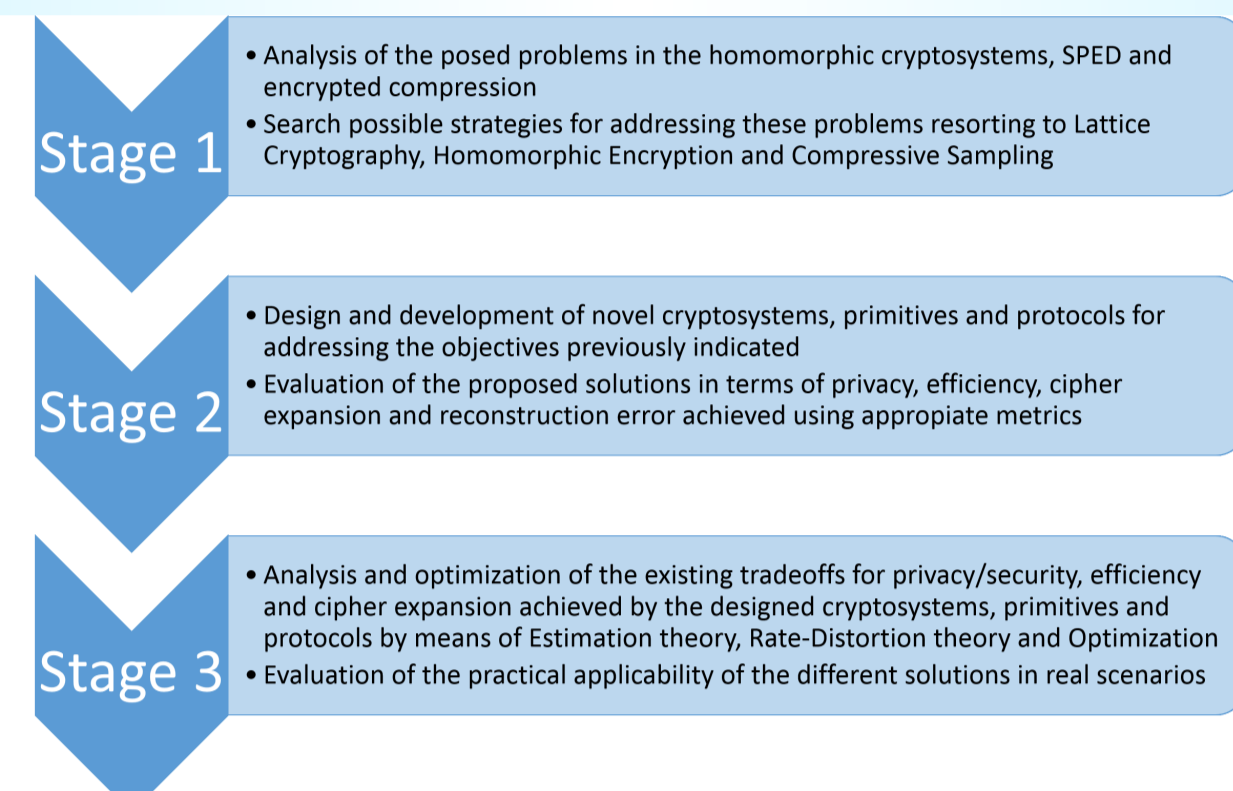 Stage 1
• Analysis of the posed problems in the homomorphic cryptosystems, SPED and
encrypted compression
• Search possible strategies for addressing these problems resorting to Lattice
Cryptography, Homomorphic Encryption and Compressive Sampling
Stage 2
• Design and development of novel cryptosystems, primitives and protocols for
addressing the objectives previously indicated
• Evaluation of the proposed solutions in terms of privacy, efficiency, cipher
expansion and reconstruction error achieved using appropiate metrics
Stage 3
• Analysis and optimization of the existing tradeoffs for privacy/security, efficiency
and cipher expansion achieved by the designed cryptosystems, primitives and
protocols by means of Estimation theory, Rate-Distortion theory and Optimization
• Evaluation of the practical applicability of the different solutions in real scenarios